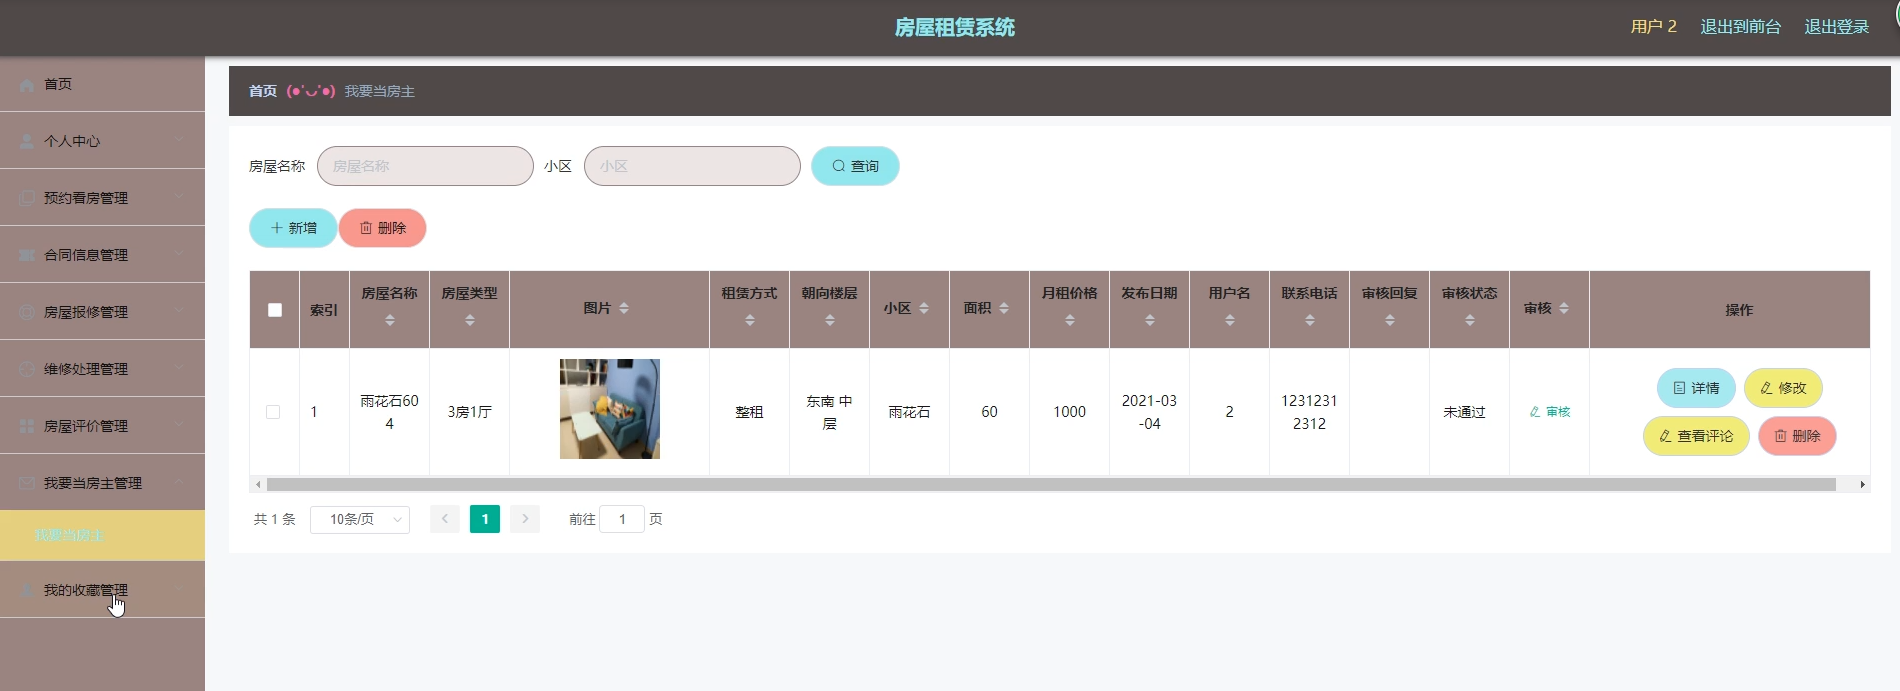 房屋租赁系统
用户 2 退出到前台 退出登录
首页
个人中心
预约看房管理
合同信息管理
房屋报修管理
维修处理管理
房屋评价管理
我要当房主管理
我要当房主
我的收藏管理
首页 (●'◡'●) 我要当房主
房屋名称 房屋名称 小区 小区 查询
新增 删除
索引 房屋名称 房屋类型 图片 租赁方式 朝向楼层 小区 面积 月租价格 发布日期 用户名 联系电话 审核回复 审核状态 审核 操作
1 雨花石60
4 3房1厅 整租 东南 中
层 雨花石 60 1000 2021-03
-04 2 1231231
2312 未通过 审核
详情 修改
查看评论 删除
共 1 条 10条/页 1 前往 1 页